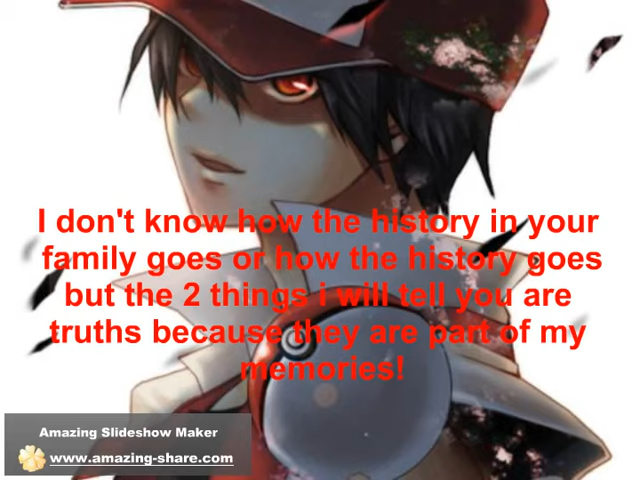 I don't know how the history in your
family goes or how the history goes
but the 2 things i will tell you are
truths because they are part of my
memories!
Amazing Slideshow Maker
www.amazing-share.com